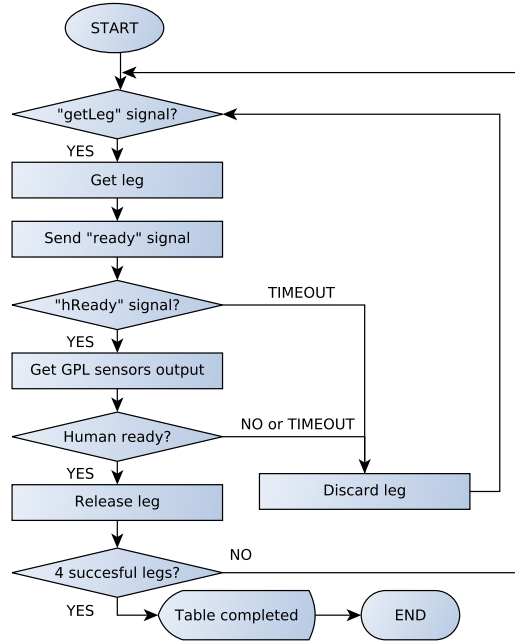 START
"getLeg" signal?
YES
Get leg
Send "ready" signal
"hReady" signal?
TIMEOUT
YES
Get GPL sensors output
Human ready?
NO or TIMEOUT
YES
Discard leg
Release leg
4 succesful legs?
NO
YES
Table completed
END